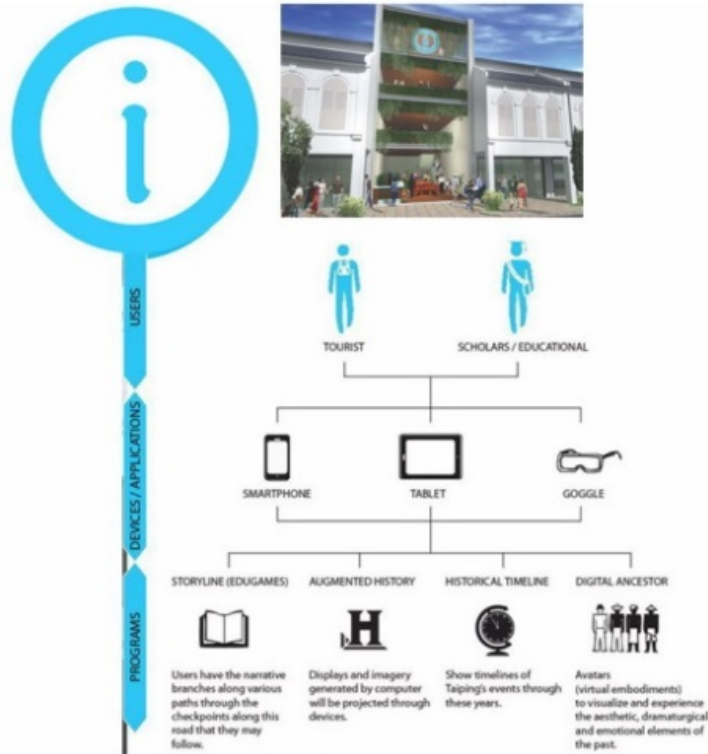 i
USERS
TOURIST
SCHOLARS / EDUCATIONAL
DEVICES / APPLICATIONS
SMARTPHONE
TABLET
GOGGLE
PROGRAMS
STORYLINE (EDUGAMES)
Users have the narrative
branches along various
paths through the
checkpoints along this
road that they may
follow.
AUGMENTED HISTORY
H
Displays and imagery
generated by computer
will be projected through
devices.
HISTORICAL TIMELINE
Show timelines of
Taiping's events through
these years.
DIGITAL ANCESTOR
Avatars
(virtual embodiments)
to visualize and experience
the aesthetic, dramaturgical
and emotional elements of
the past.